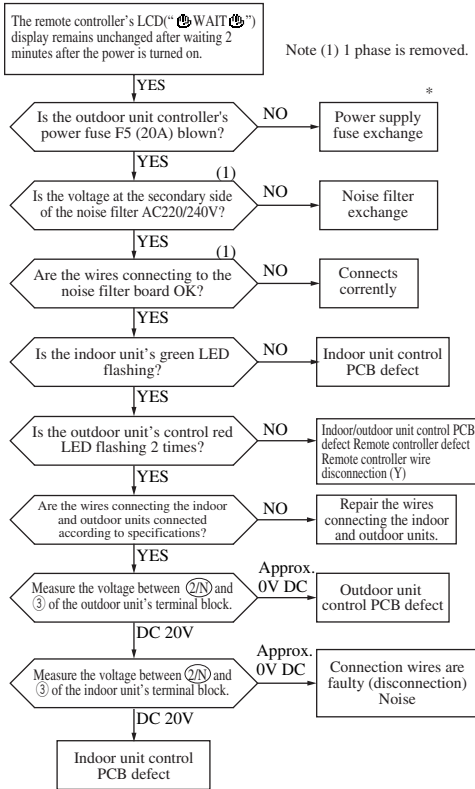 The remote controller's LCD("WAIT")
display remains unchanged after waiting 2
minutes after the power is turned on.
Note (1) 1 phase is removed.
YES
Is the outdoor unit controller's
power fuse F5 (20A) blown?
NO
*
Power supply
fuse exchange
YES
(1)
Is the voltage at the secondary side
of the noise filter AC220/240V?
NO
Noise filter
exchange
YES
(1)
Are the wires connecting to the
noise filter board OK?
NO
Connects
corrently
YES
Is the indoor unit's green LED
flashing?
NO
Indoor unit control
PCB defect
YES
Is the outdoor unit's control red
LED flashing 2 times?
NO
Indoor/outdoor unit control PCB
defect Remote controller defect
Remote controller wire
disconnection (Y)
YES
Are the wires connecting the indoor
and outdoor units connected
according to specifications?
NO
Repair the wires
connecting the indoor
and outdoor units.
YES
Measure the voltage between 2/N and
③ of the outdoor unit's terminal block.
Approx.
0V DC
Outdoor unit
control PCB defect
DC 20V
Measure the voltage between 2/N and
③ of the indoor unit's terminal block.
Approx.
0V DC
Connection wires are
faulty (disconnection)
Noise
DC 20V
Indoor unit control
PCB defect